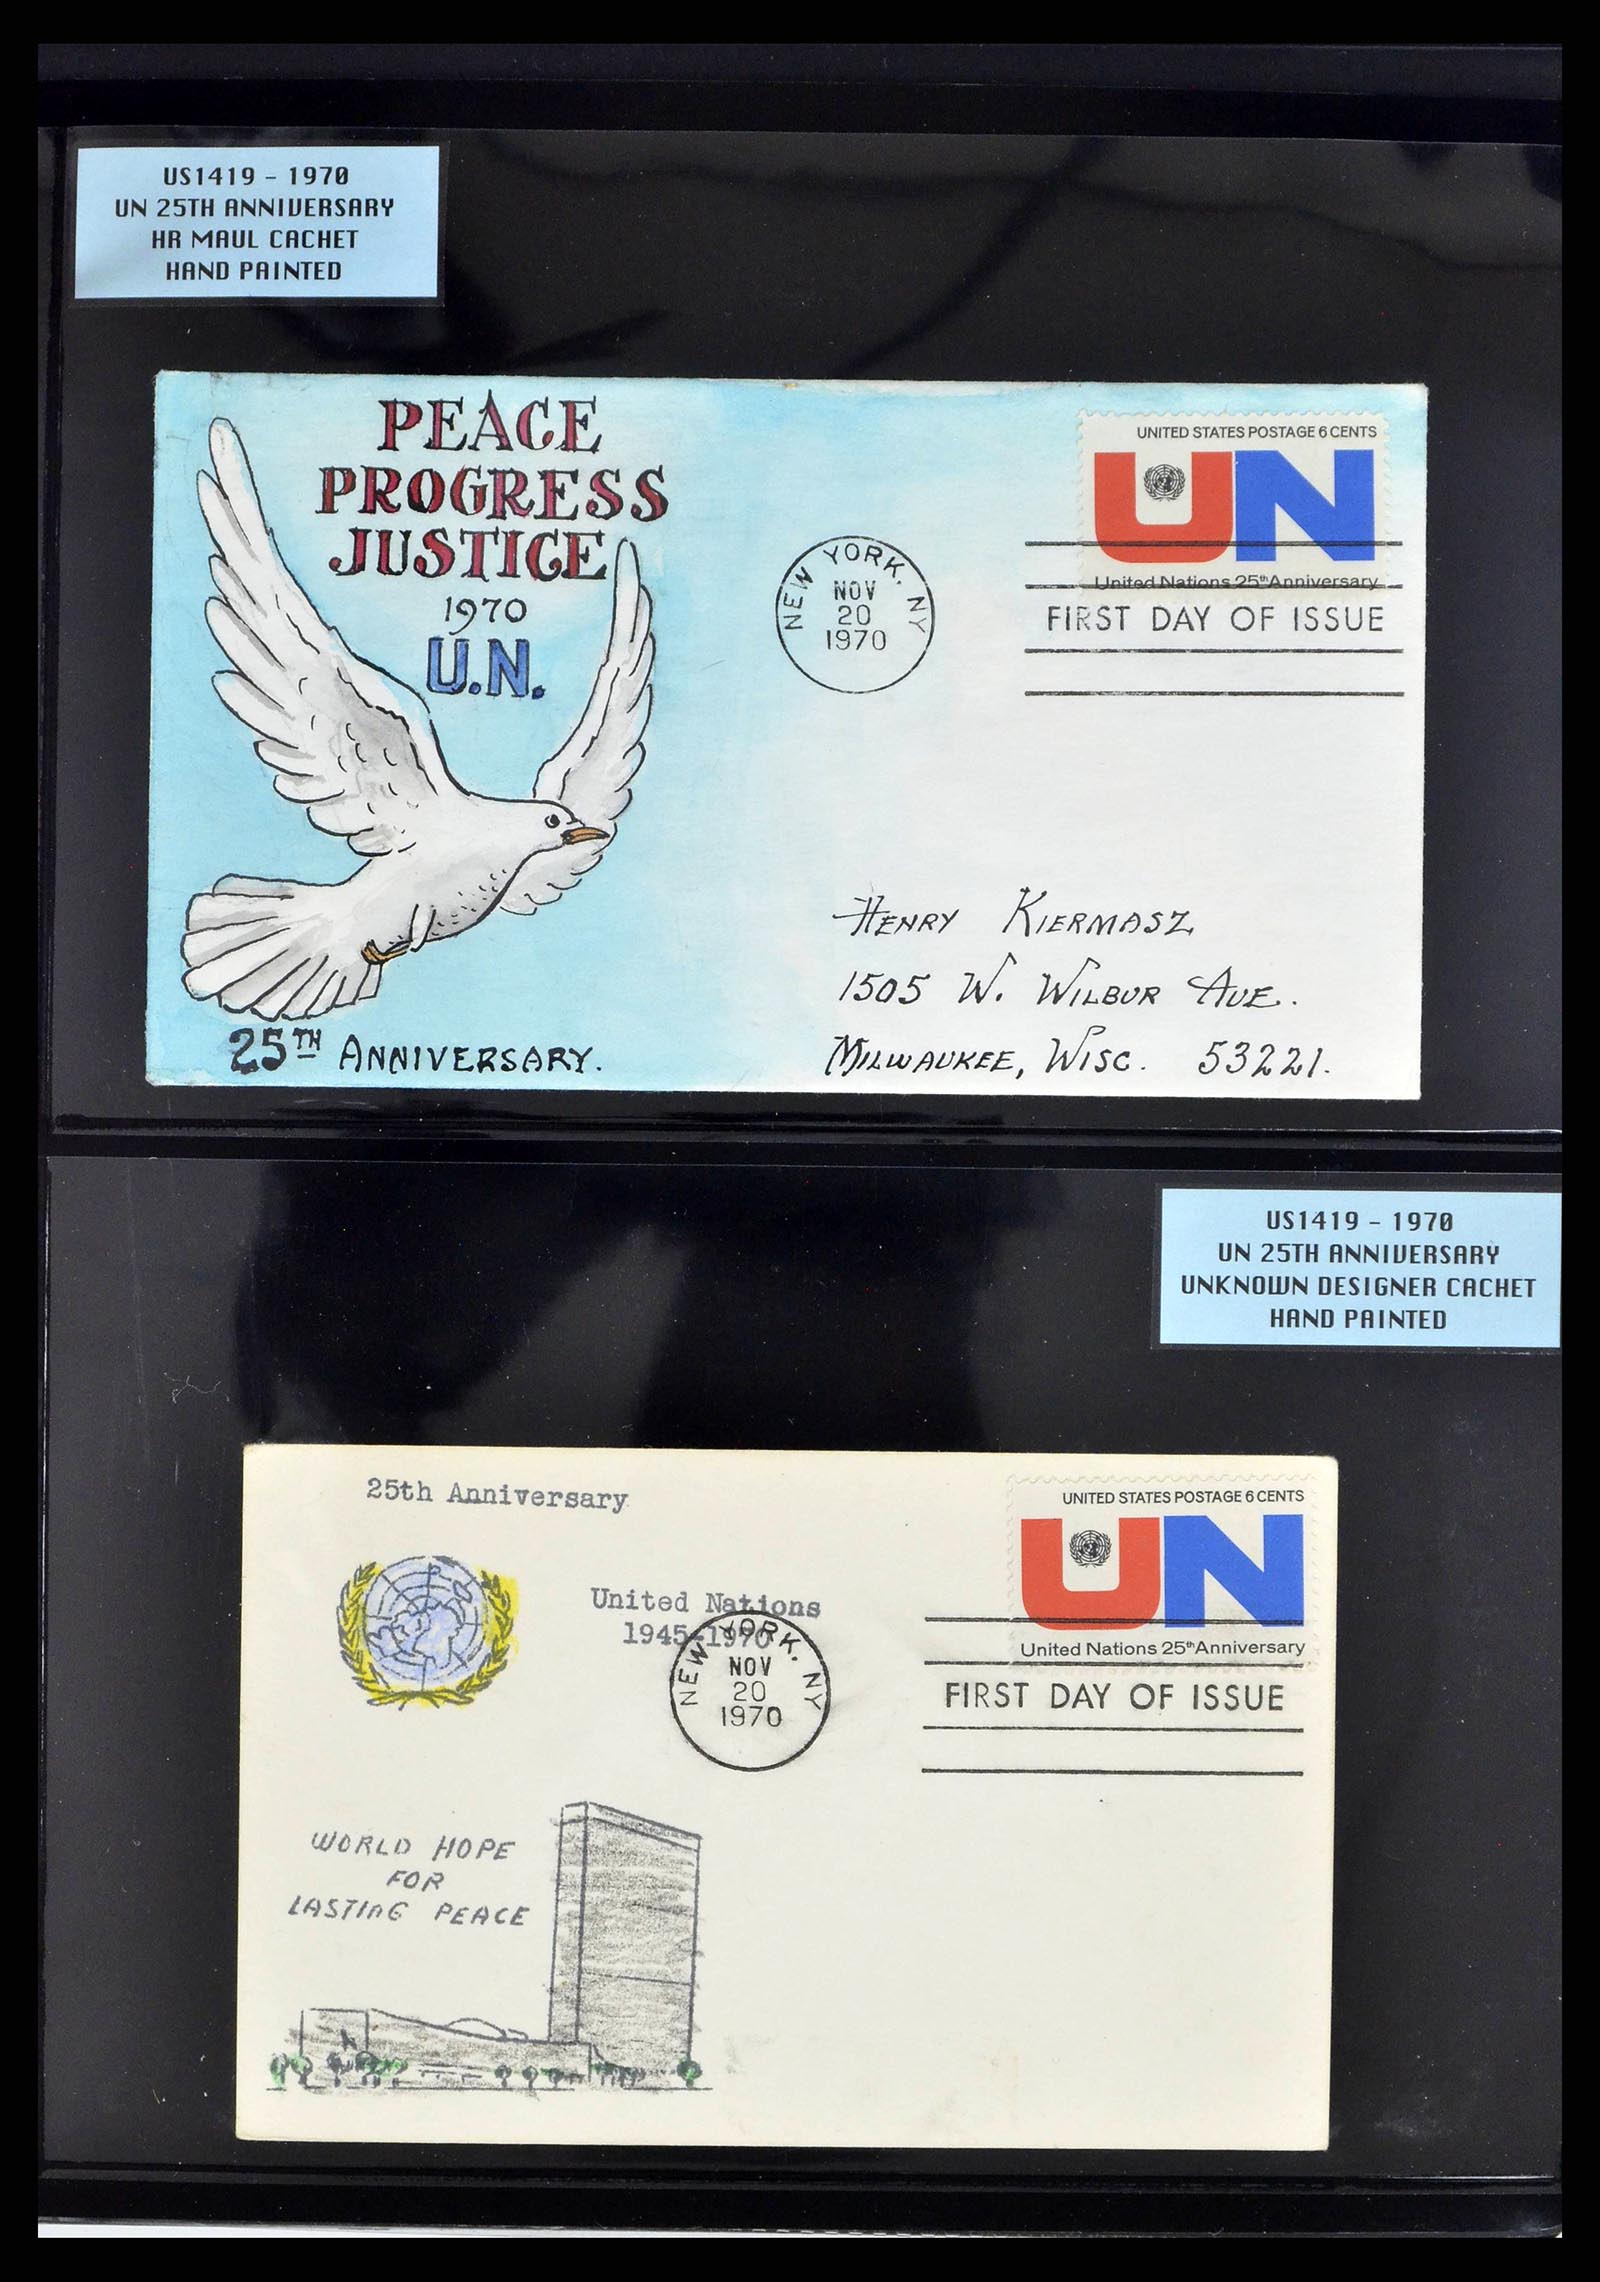 US1419 - 1970
UN 25TH ANNIVERSARY
HR MAUL CACHET
HAND PAINTED
PEACE
PROGRESS
JUSTICE
1970
U.N.
25TH ANNIVERSARY.
NEW YORK, NY
NOV
20
1970
UNITED STATES POSTAGE 6 CENTS
UN
United Nations 25th Anniversary
FIRST DAY OF ISSUE
HENRY KIERMASZ
1505 W. WILBUR AVE.
MILWAUKEE, WISC. 53221.
US1419 - 1970
UN 25TH ANNIVERSARY
UNKNOWN DESIGNER CACHET
HAND PAINTED
25th Anniversary
United Nations
1945-1970
NEW YORK, NY
NOV
20
1970
UNITED STATES POSTAGE 6 CENTS
UN
United Nations 25th Anniversary
FIRST DAY OF ISSUE
WORLD HOPE
FOR
LASTING PEACE